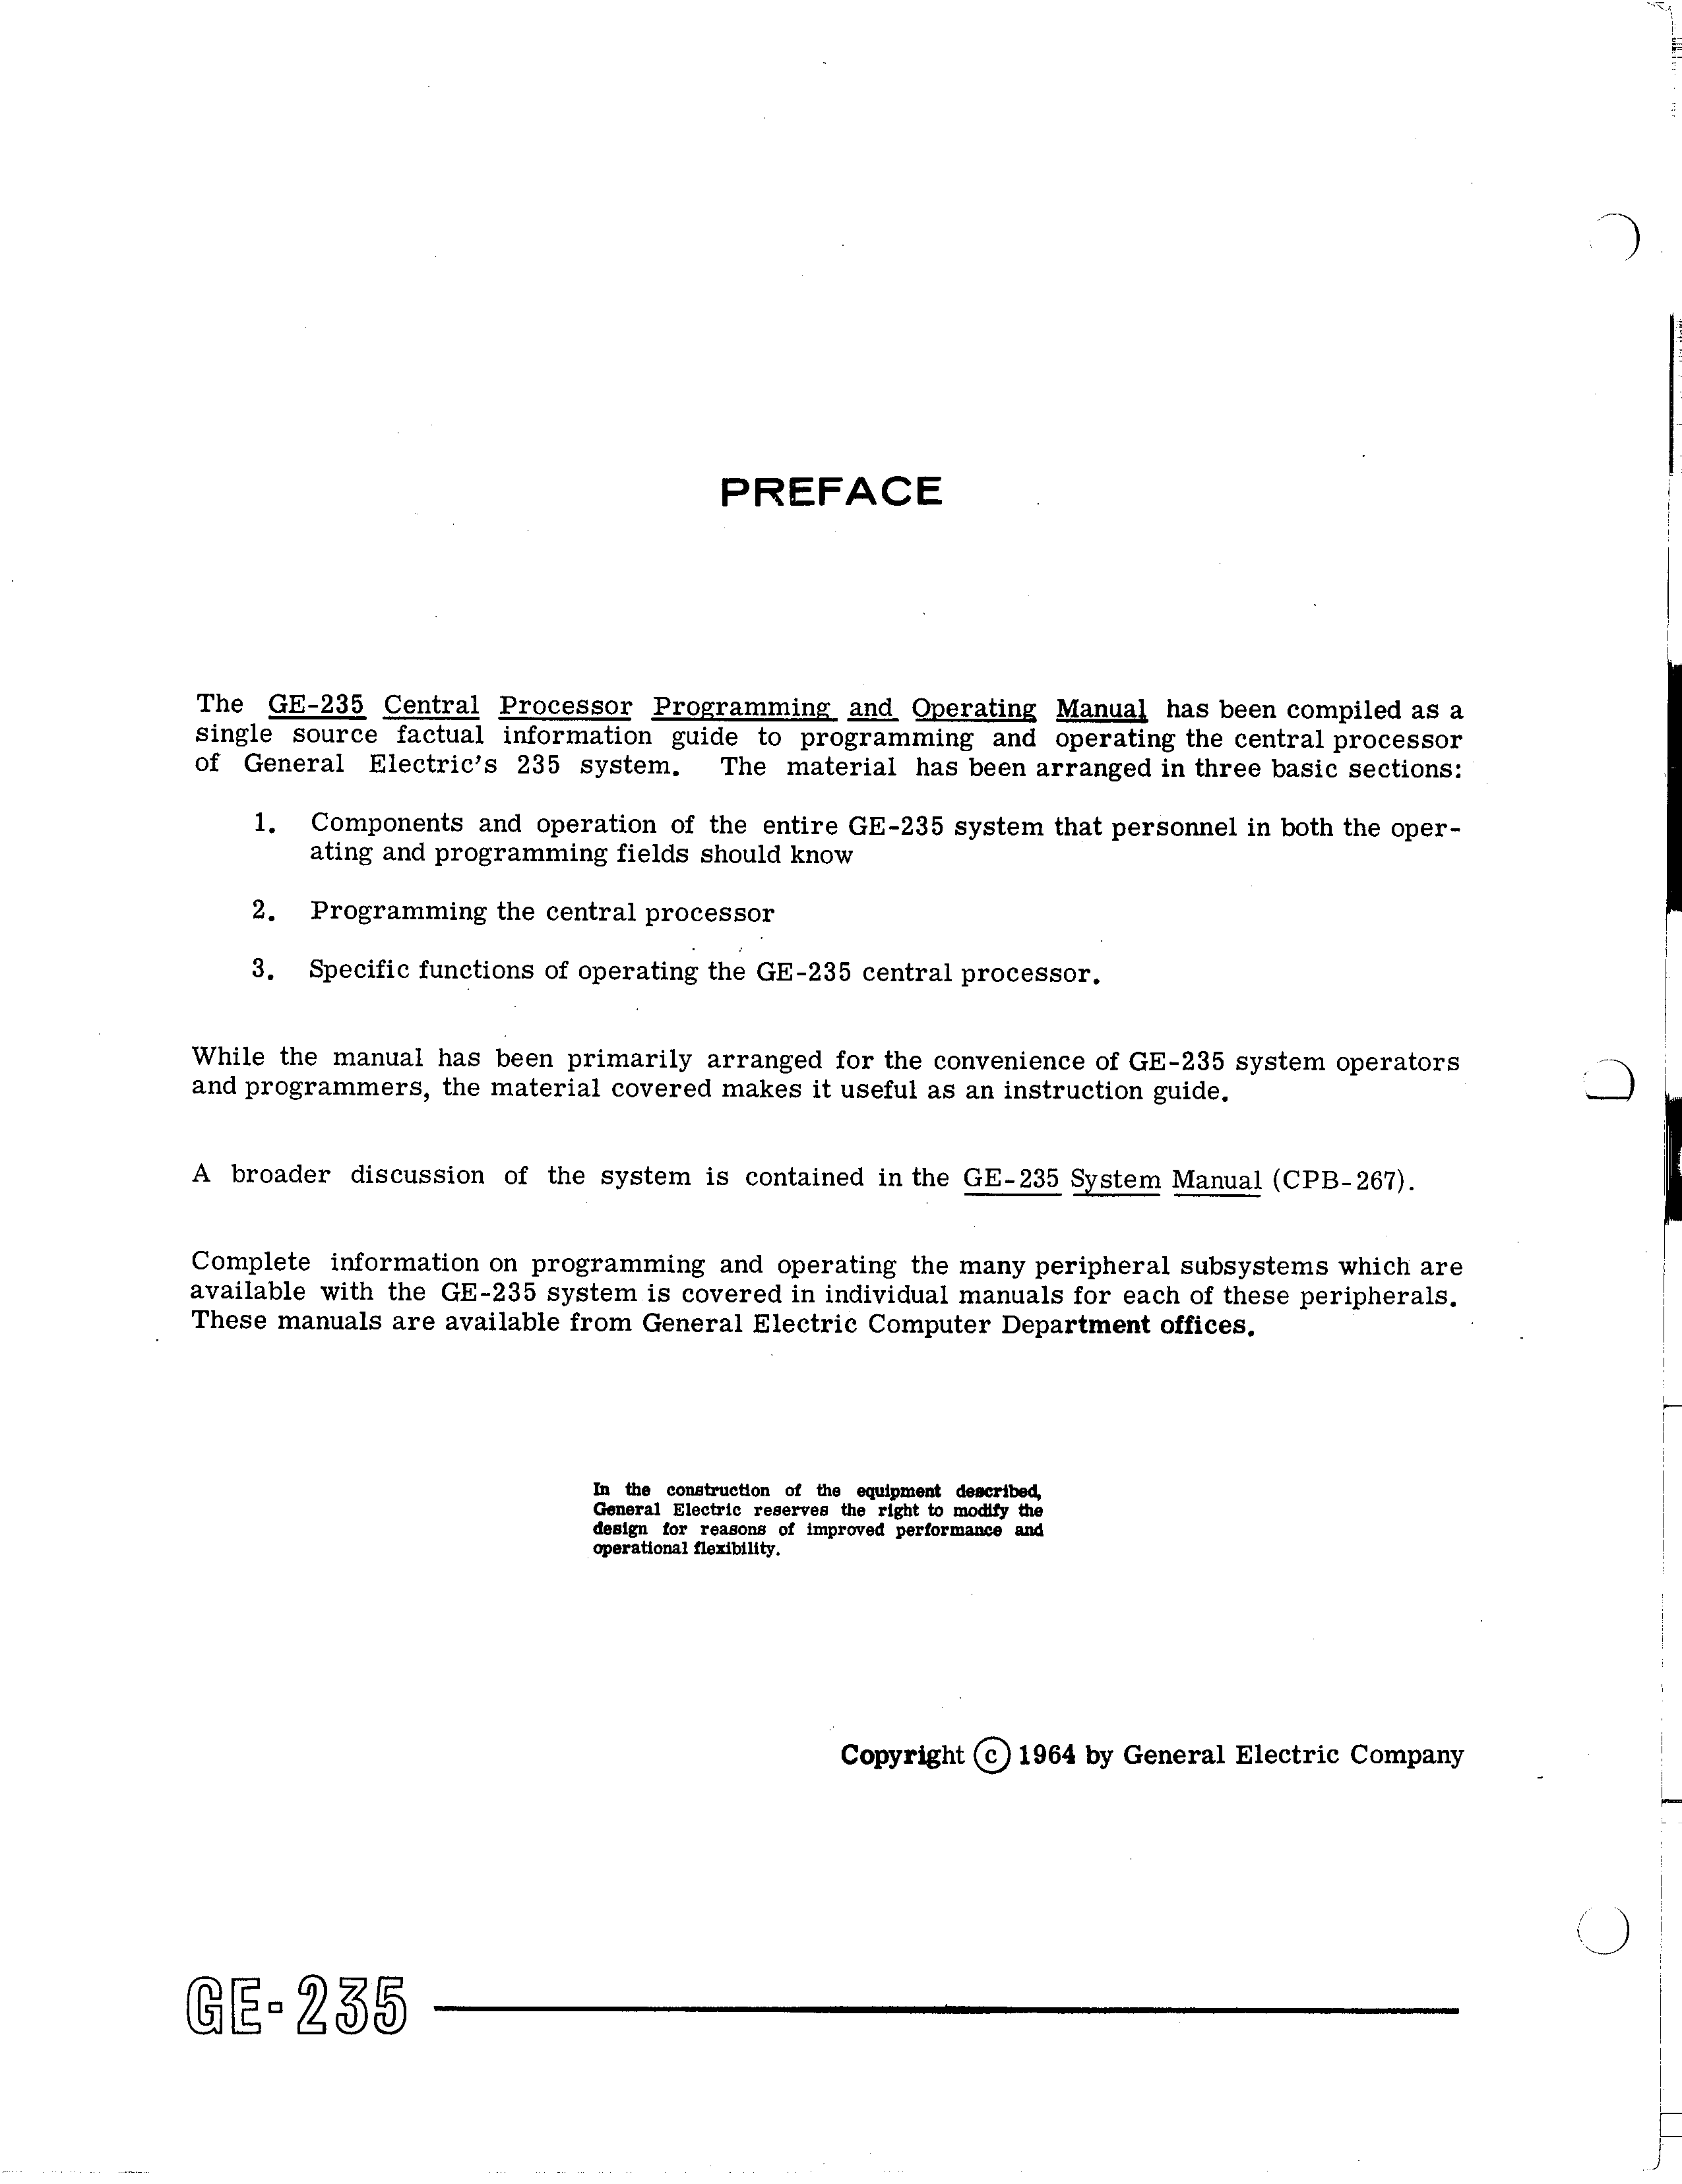 PREFACE
The GE-235 Central Processor Programming and Operating Manual has been compiled as a
single source factual information guide to programming and operating the central processor
of General Electric's 235 system. The material has been arranged in three basic sections:
1. Components and operation of the entire GE-235 system that personnel in both the oper-
ating and programming fields should know
2. Programming the central processor
3. Specific functions of operating the GE-235 central processor.
While the manual has been primarily arranged for the convenience of GE-235 system operators
and programmers, the material covered makes it useful as an instruction guide.
A broader discussion of the system is contained in the GE-235 System Manual (CPB-267).
Complete information on programming and operating the many peripheral subsystems which are
available with the GE-235 system is covered in individual manuals for each of these peripherals.
These manuals are available from General Electric Computer Department offices.
In the construction of the equipment described,
General Electric reserves the right to modify the
design for reasons of improved performance and
operational flexibility.
Copyright © 1964 by General Electric Company
GE-235